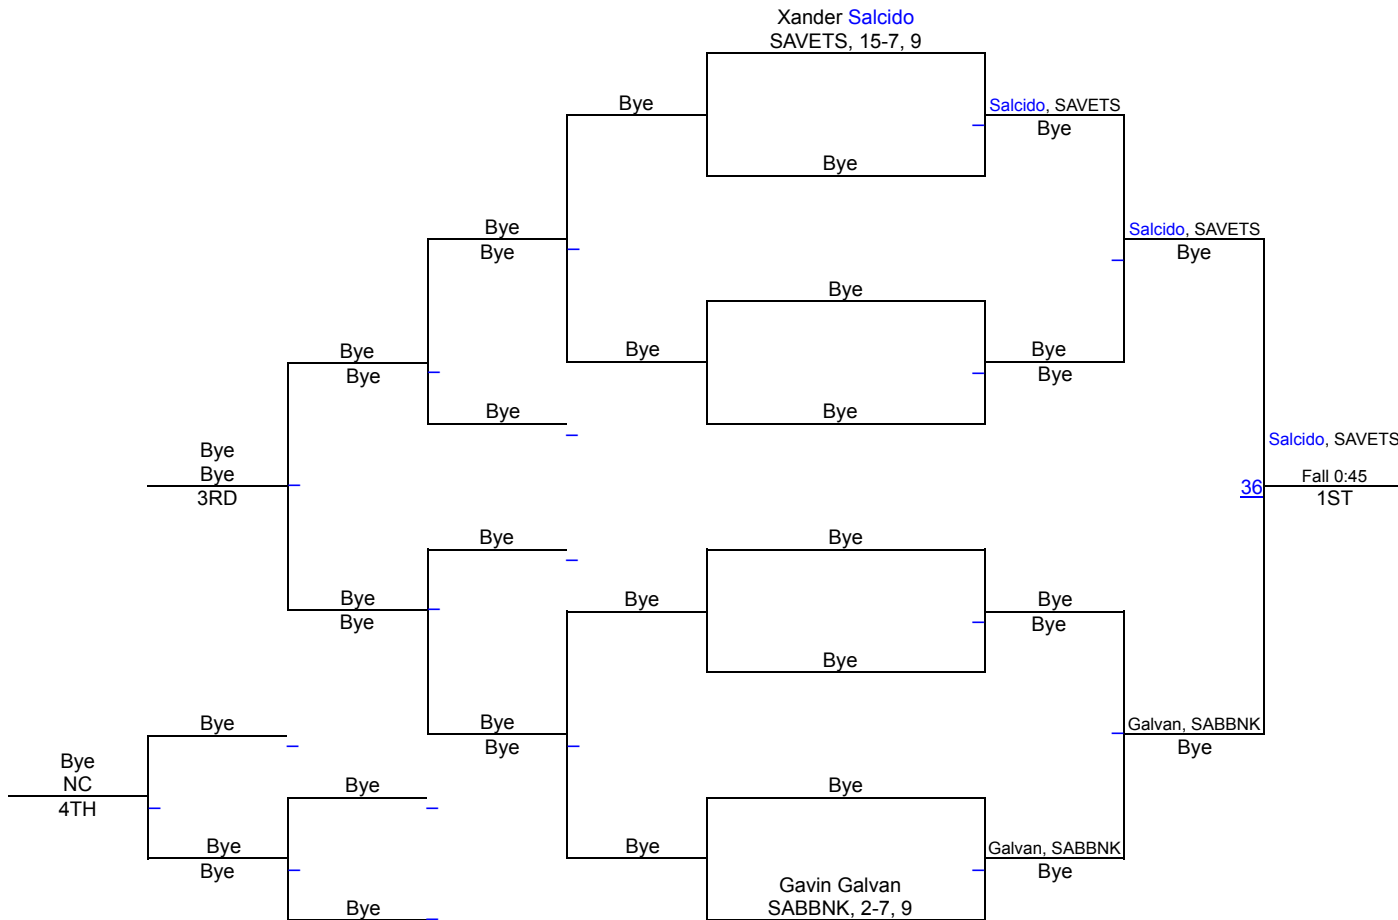 Xander Salcido
SAVETS, 15-7, 9
Bye
Salcido, SAVETS
Bye
Bye
Bye
Bye
Salcido, SAVETS
Bye
Bye
Bye
Bye
Bye
Bye
Bye
Bye
Bye
Bye
Salcido, SAVETS
Bye
Bye
3RD
36
Fall 0:45
1ST
Bye
Bye
Bye
Bye
Bye
Bye
Bye
Bye
Bye
Bye
Bye
Bye
Galvan, SABBNK
Bye
Bye
NC
4TH
Bye
Bye
Bye
Bye
Bye
Galvan, SABBNK
Bye
Bye
Gavin Galvan
SABBNK, 2-7, 9